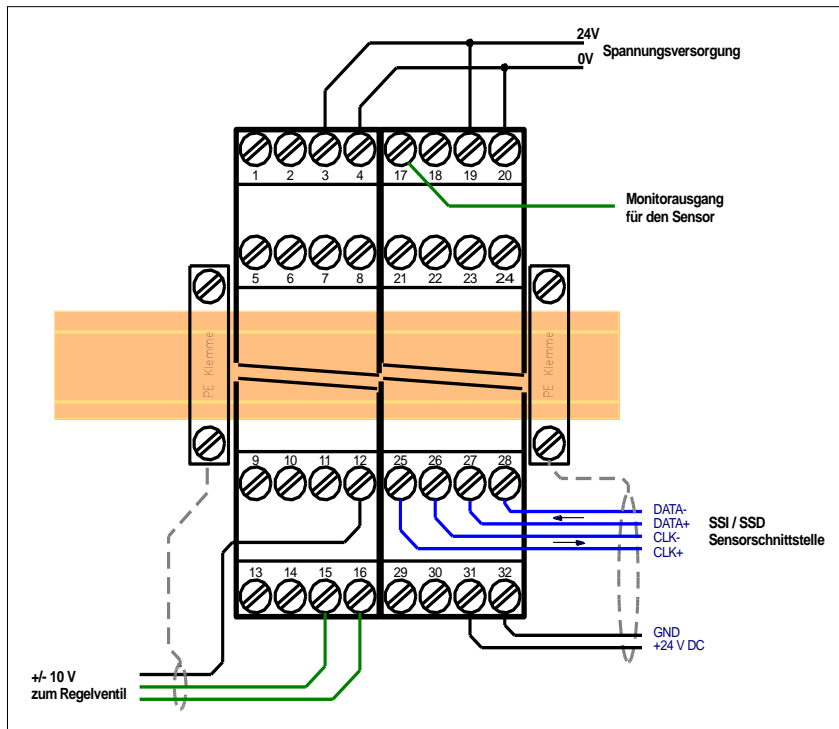 24V
Spannungsversorgung
0V
1 2 3 4 17 18 19 20
Monitorausgang
für den Sensor
5 6 7 8 21 22 23 24
PE Klemme
PE Klemme
9 10 11 12 25 26 27 28
DATA-
DATA+
CLK-
CLK+
SSI / SSD
Sensorschnittstelle
13 14 15 16 29 30 31 32
GND
+24 V DC
+/- 10 V
zum Regelventil